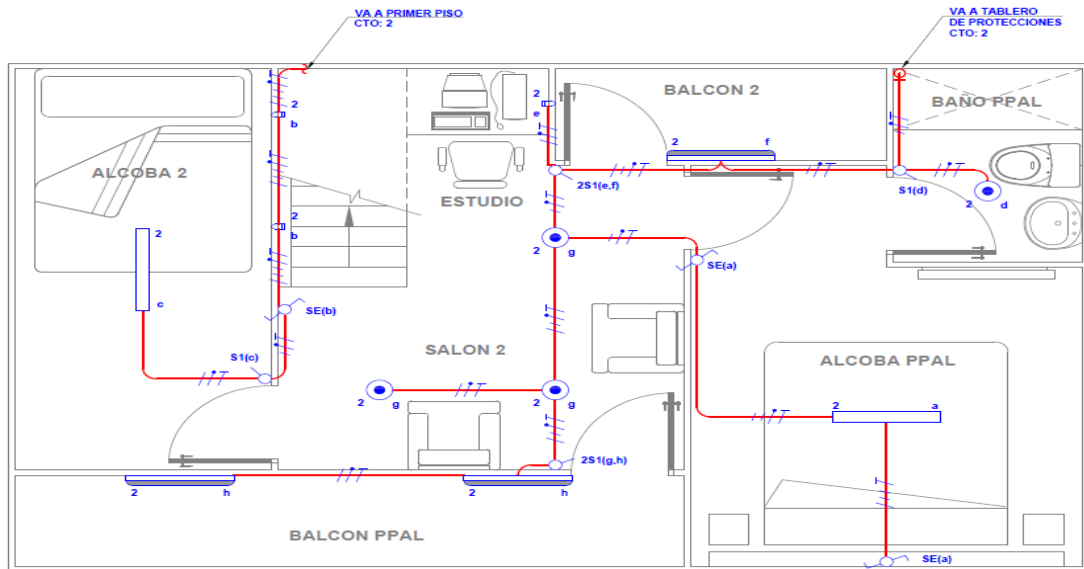 VA A PRIMER PISO
CTO: 2
VA A TABLERO
DE PROTECCIONES
CTO: 2
2
b
2
e
BALCON 2
2
f
BAÑO PPAL
ALCOBA 2
ESTUDIO
2S1(e,f)
S1(d)
2
d
2
b
2
g
SE(a)
2
c
SE(b)
S1(c)
SALON 2
ALCOBA PPAL
2
g
2
g
2
a
2S1(g,h)
2
h
2
h
BALCON PPAL
SE(a)